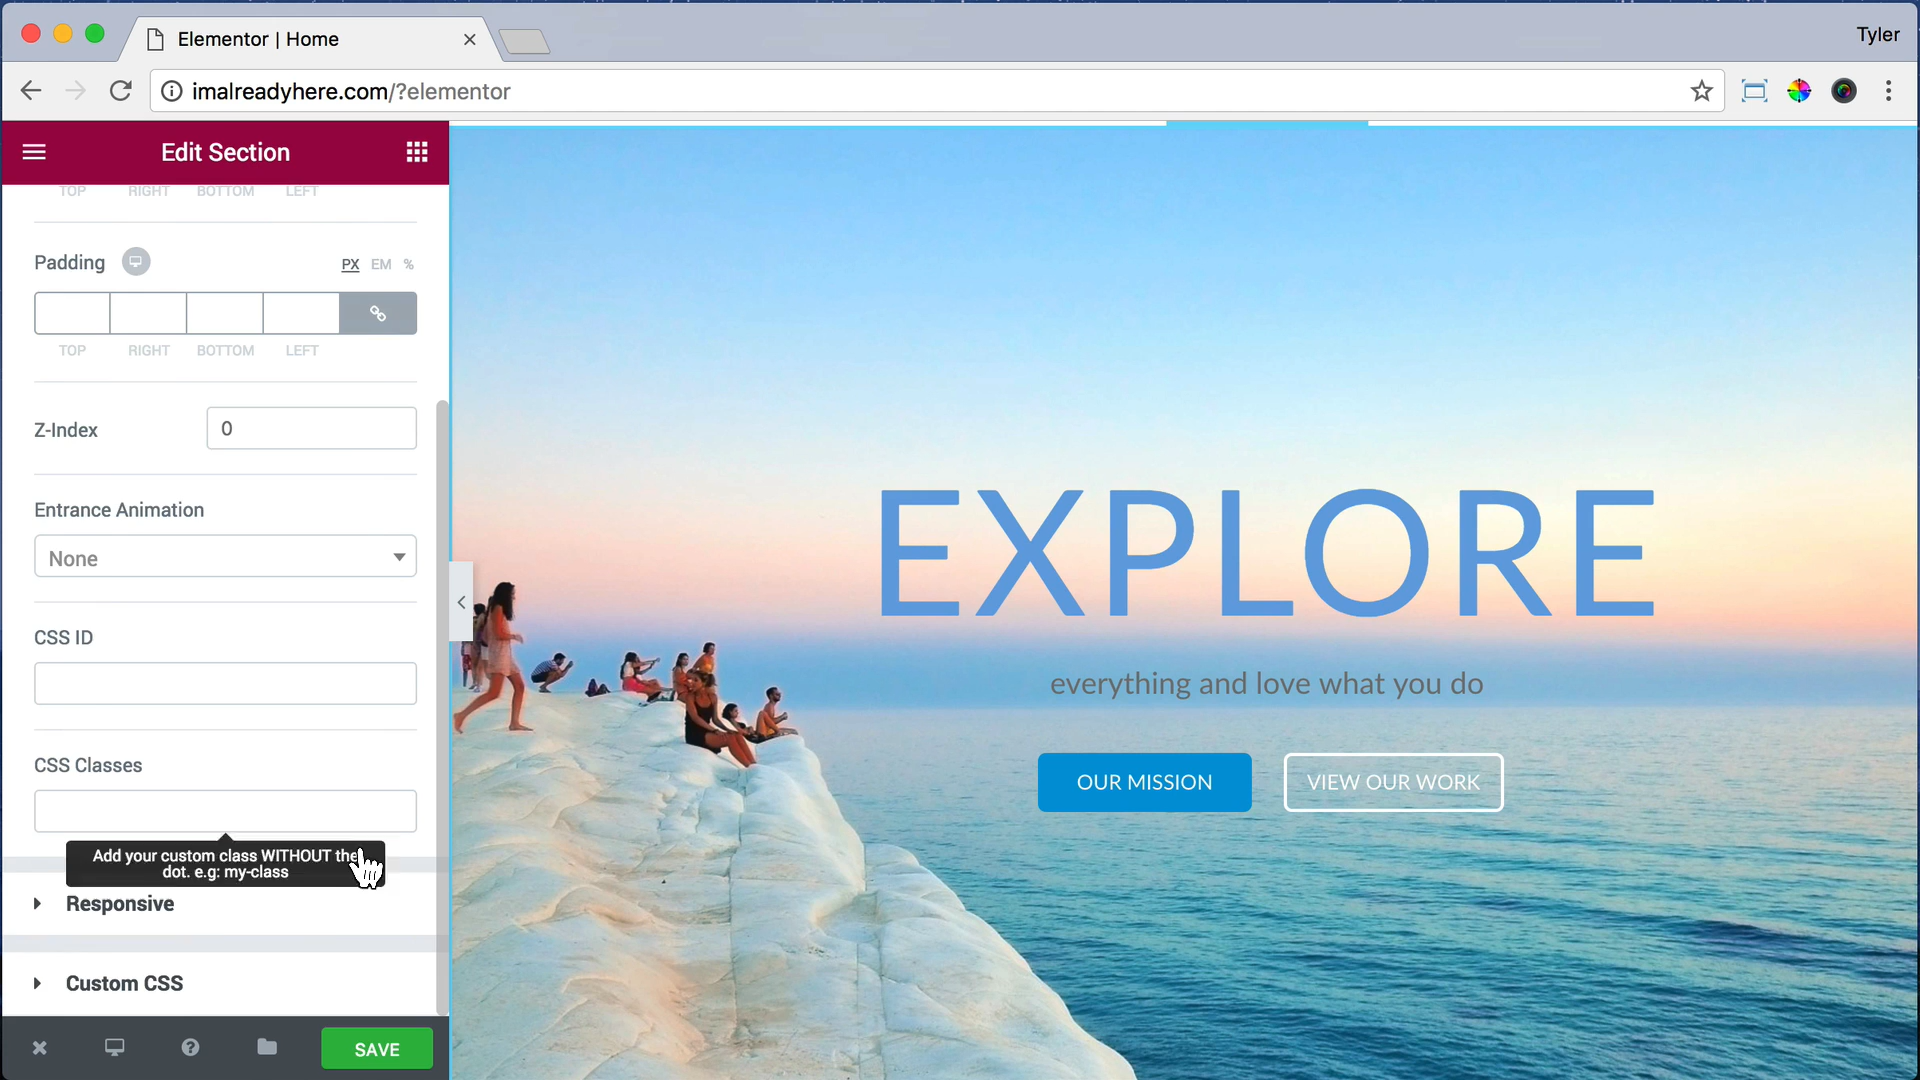 Elementor | Home
Tyler
imalreadyhere.com/?elementor
Edit Section
TOP RIGHT BOTTOM LEFT
Padding PX EM %
TOP RIGHT BOTTOM LEFT
Z-Index 0
Entrance Animation
None
CSS ID
CSS Classes
Add your custom class WITHOUT the
dot. e.g: my-class
Responsive
Custom CSS
SAVE
EXPLORE
everything and love what you do
OUR MISSION
VIEW OUR WORK